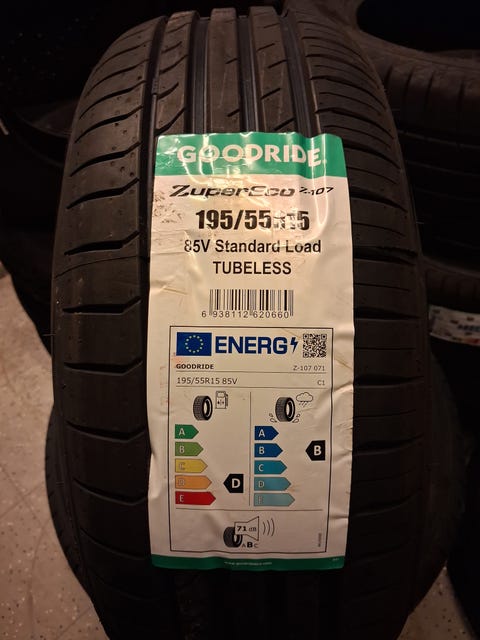 GOODRIDE
ZuperEco Z-107
195/55R15
85V Standard Load
TUBELESS
6 938112 620660
ENERG
GOODRIDE Z-107 071
195/55R15 85V C1
A A
B B B
C C
D D D
E E
71 dB
ABC